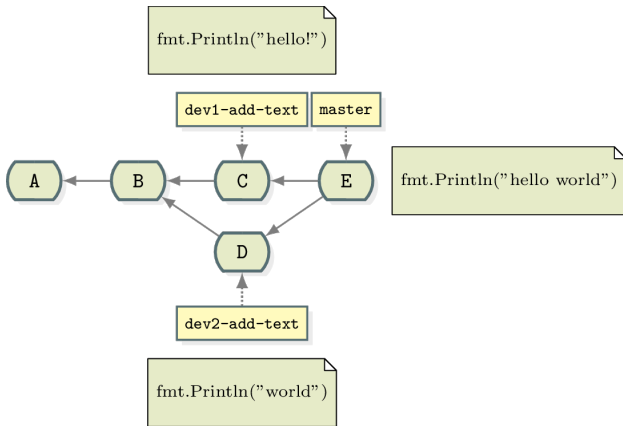 fmt.Println("hello!")
dev1-add-text
master
A
B
C
E
fmt.Println("hello world")
D
dev2-add-text
fmt.Println("world")